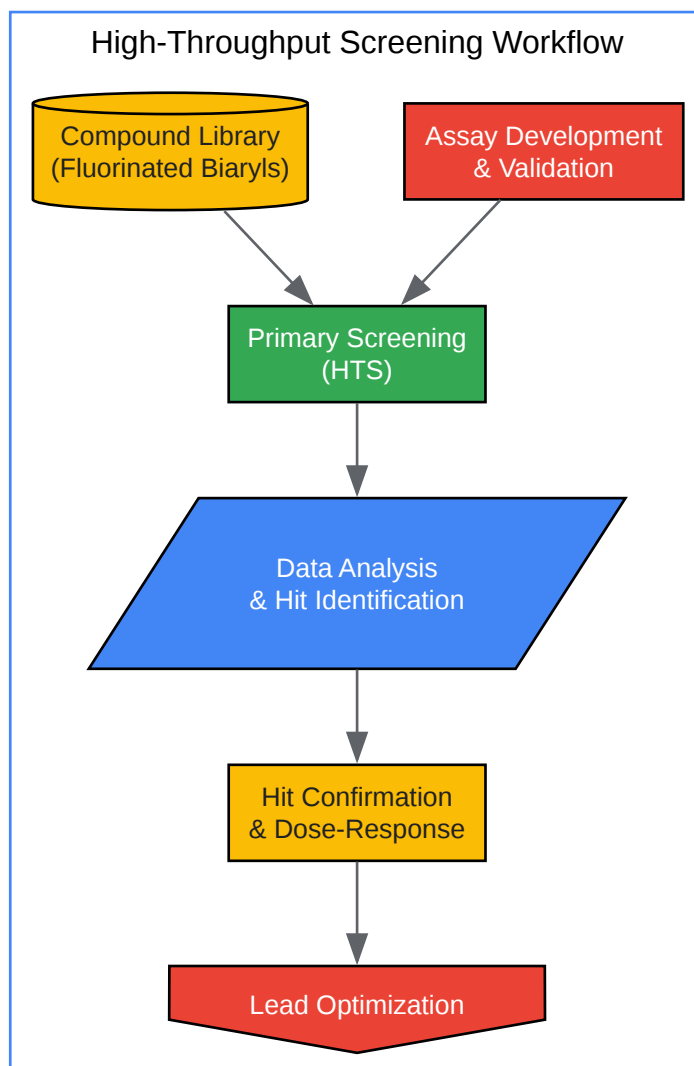 High-Throughput Screening Workflow
Compound Library
(Fluorinated Biaryls)
Assay Development
& Validation
Primary Screening
(HTS)
Data Analysis
& Hit Identification
Hit Confirmation
& Dose-Response
Lead Optimization